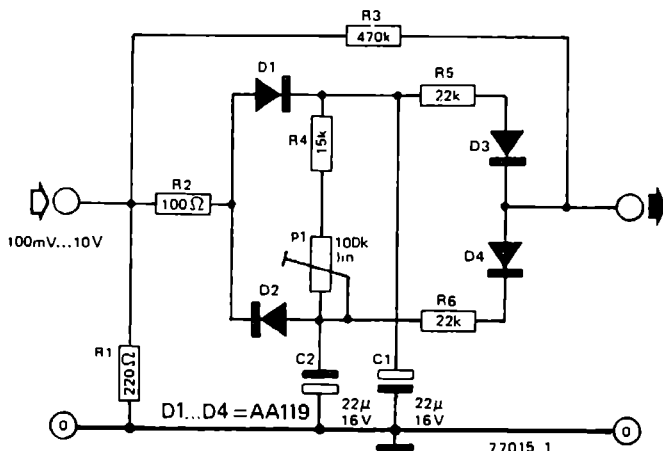 R3
470k
D1
R5
22k
R4
15k
D3
R2
100Ω
100mV...10V
P1
100k
lin
D4
D2
R6
22k
R1
220Ω
C2
C1
D1...D4 = AA119
22μ
16V
22μ
16V
0
0
77015 1